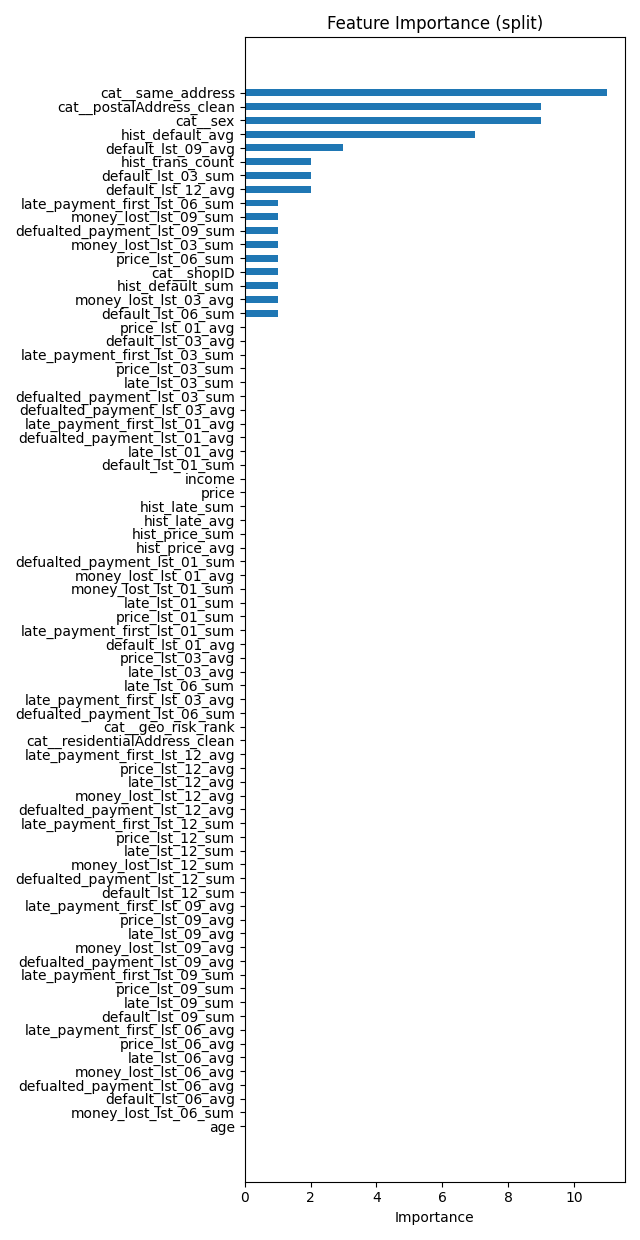 Feature Importance (split)
cat__same_address
cat__postalAddress_clean
cat__sex
hist_default_avg
default_lst_09_avg
hist_trans_count
default_lst_03_sum
default_lst_12_avg
late_payment_first_lst_06_sum
money_lost_lst_09_sum
defualted_payment_lst_09_sum
money_lost_lst_03_sum
price_lst_06_sum
cat__shopID
hist_default_sum
money_lost_lst_03_avg
default_lst_06_sum
price_lst_01_avg
default_lst_03_avg
late_payment_first_lst_03_sum
price_lst_03_sum
late_lst_03_sum
defualted_payment_lst_03_sum
defualted_payment_lst_03_avg
late_payment_first_lst_01_avg
defualted_payment_lst_01_avg
late_lst_01_avg
default_lst_01_sum
income
price
hist_late_sum
hist_late_avg
hist_price_sum
hist_price_avg
defualted_payment_lst_01_sum
money_lost_lst_01_avg
money_lost_lst_01_sum
late_lst_01_sum
price_lst_01_sum
late_payment_first_lst_01_sum
default_lst_01_avg
price_lst_03_avg
late_lst_03_avg
late_lst_06_sum
late_payment_first_lst_03_avg
defualted_payment_lst_06_sum
cat__geo_risk_rank
cat__residentialAddress_clean
late_payment_first_lst_12_avg
price_lst_12_avg
late_lst_12_avg
money_lost_lst_12_avg
defualted_payment_lst_12_avg
late_payment_first_lst_12_sum
price_lst_12_sum
late_lst_12_sum
money_lost_lst_12_sum
defualted_payment_lst_12_sum
default_lst_12_sum
late_payment_first_lst_09_avg
price_lst_09_avg
late_lst_09_avg
money_lost_lst_09_avg
defualted_payment_lst_09_avg
late_payment_first_lst_09_sum
price_lst_09_sum
late_lst_09_sum
default_lst_09_sum
late_payment_first_lst_06_avg
price_lst_06_avg
late_lst_06_avg
money_lost_lst_06_avg
defualted_payment_lst_06_avg
default_lst_06_avg
money_lost_lst_06_sum
age
0 2 4 6 8 10
Importance